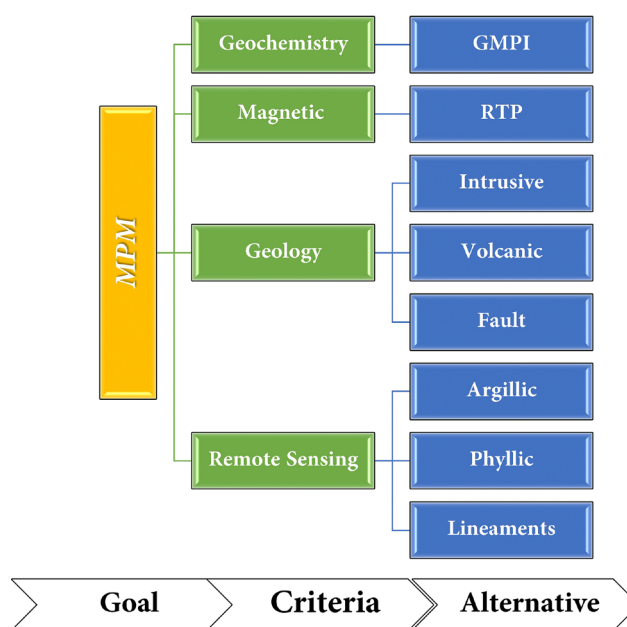 MPM
Geochemistry
GMPI
Magnetic
RTP
Geology
Intrusive
Volcanic
Fault
Remote Sensing
Argillic
Phyllic
Lineaments
Goal
Criteria
Alternative